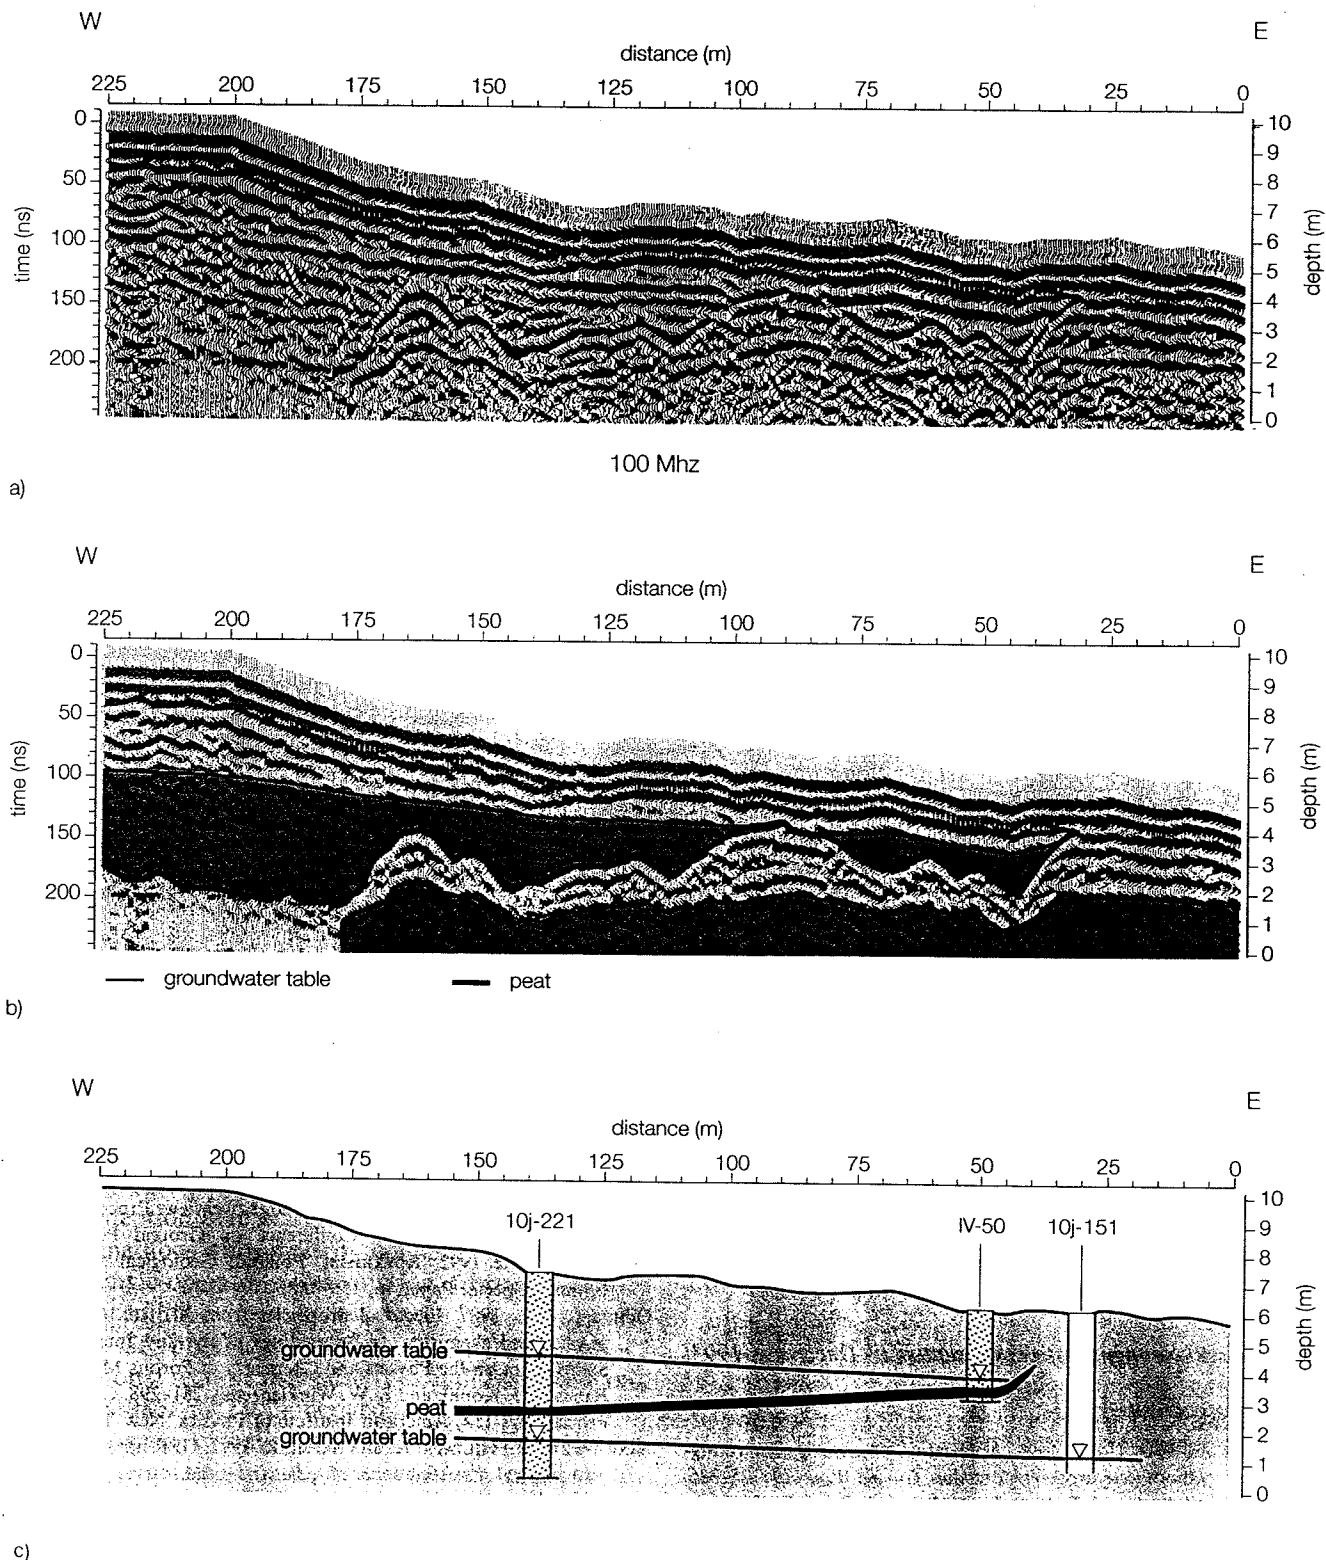 W
E
distance (m)
225 200 175 150 125 100 75 50 25 0
0
50
100
150
200
time (ns)
10
9
8
7
6
5
4
3
2
1
0
depth (m)
100 Mhz
a)
W
E
distance (m)
225 200 175 150 125 100 75 50 25 0
0
50
100
150
200
time (ns)
10
9
8
7
6
5
4
3
2
1
0
depth (m)
groundwater table peat
b)
W
E
distance (m)
225 200 175 150 125 100 75 50 25 0
10j-221 IV-50 10j-151
groundwater table
peat
groundwater table
10
9
8
7
6
5
4
3
2
1
0
depth (m)
c)